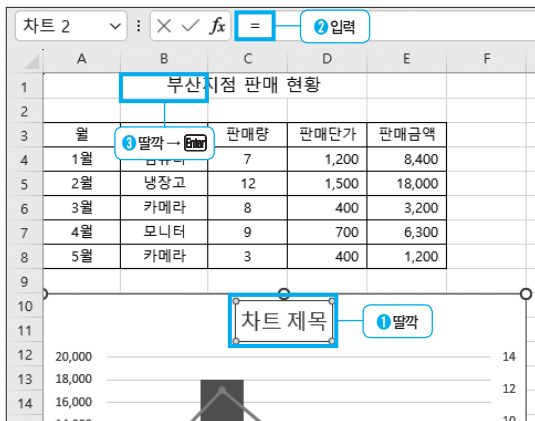 차트 2 fx = ❷ 입력
A B C D E F
1 부산지점 판매 현황
2
3 월 판매량 판매단가 판매금액
❸ 딸깍 → Enter
4 1월 7 1,200 8,400
5 2월 냉장고 12 1,500 18,000
6 3월 카메라 8 400 3,200
7 4월 모니터 9 700 6,300
8 5월 카메라 3 400 1,200
9
10
차트 제목 ❶ 딸깍
11
12 20,000 14
13 18,000 12
14 16,000
10